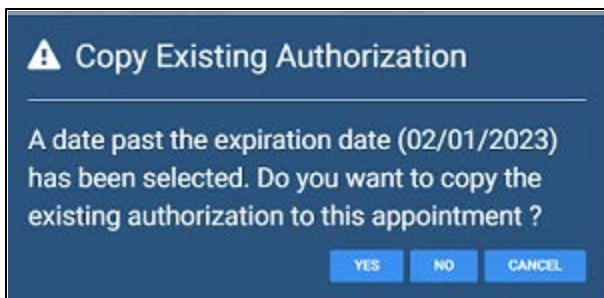 Copy Existing Authorization
A date past the expiration date (02/01/2023)
has been selected. Do you want to copy the
existing authorization to this appointment ?
YES NO CANCEL